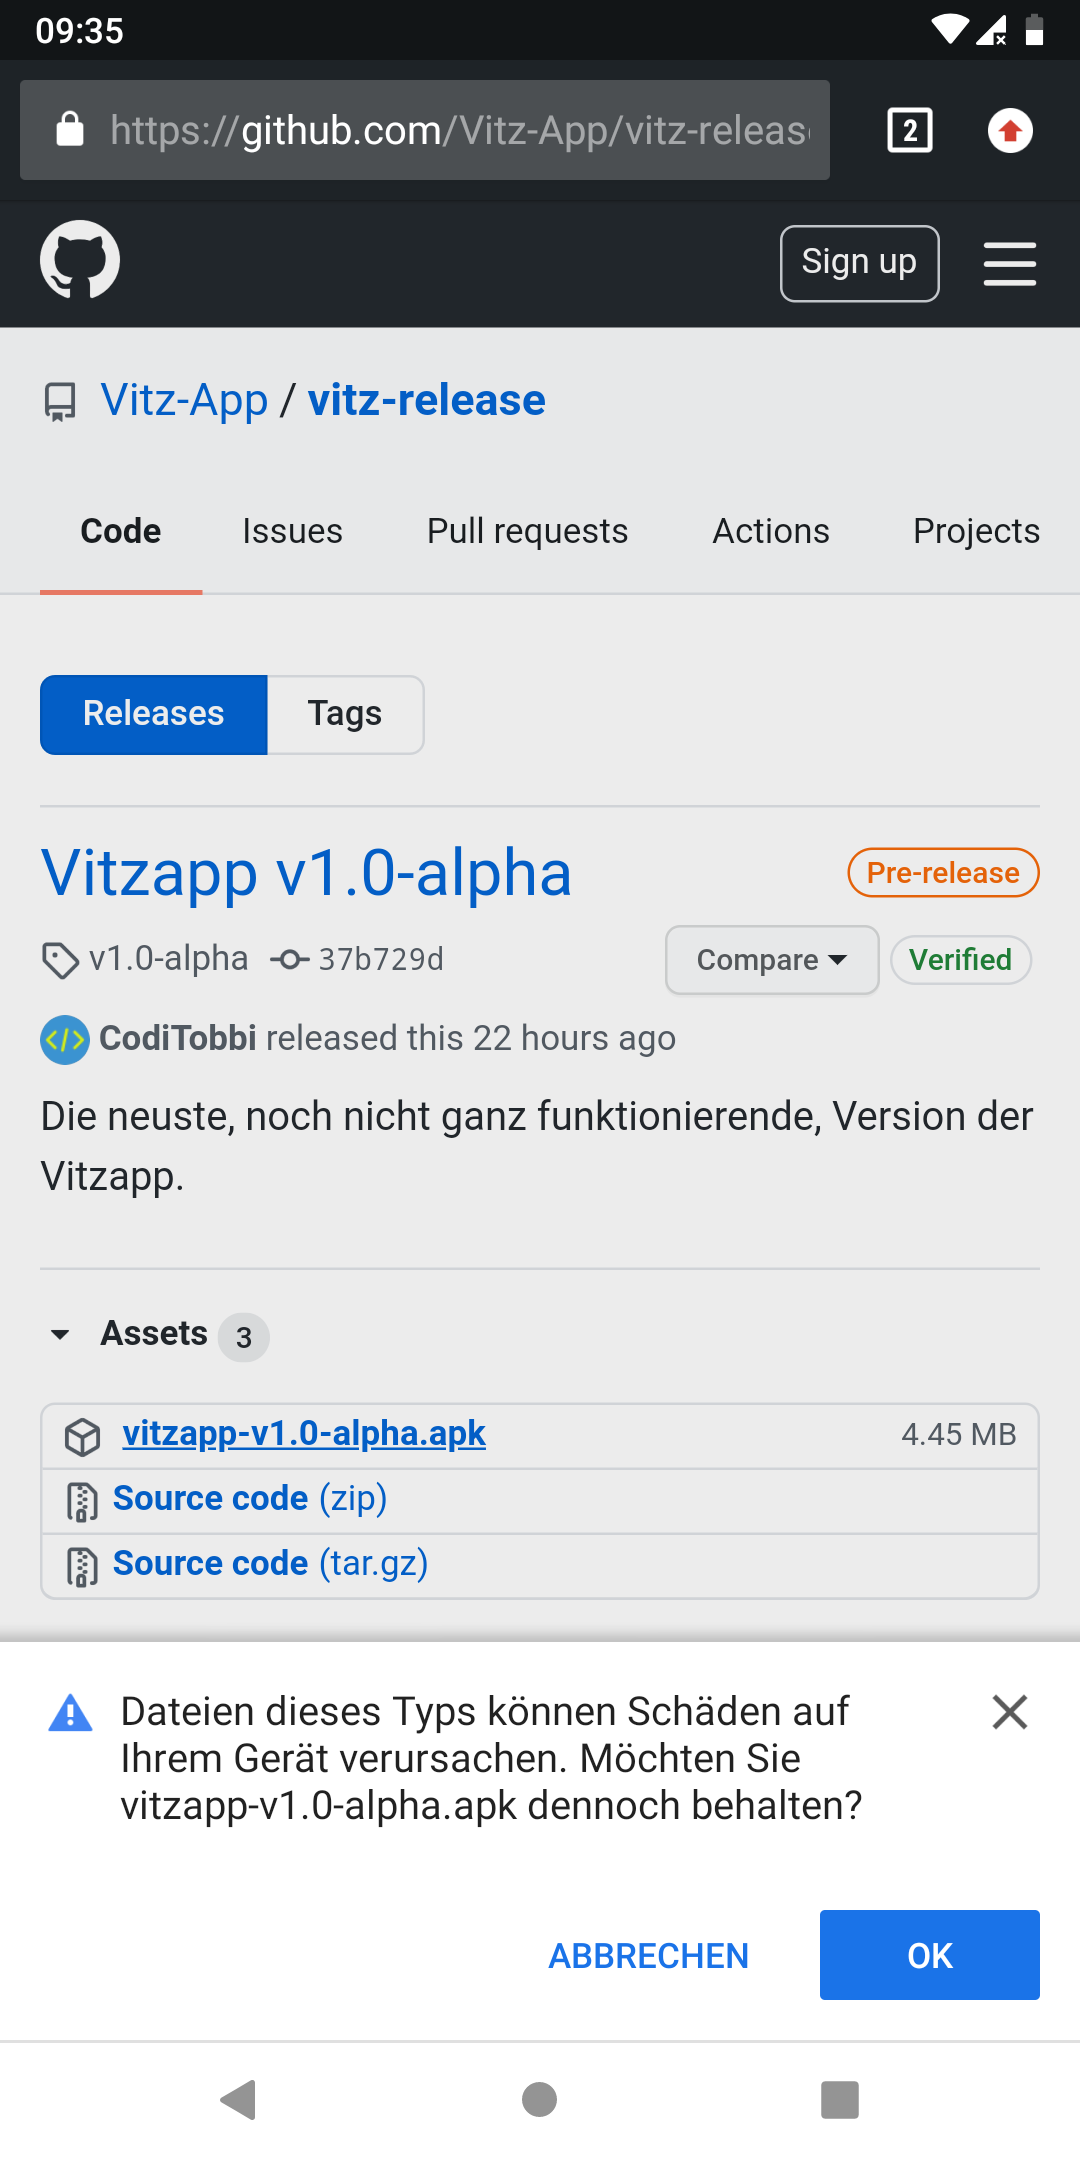 09:35
https://github.com/Vitz-App/vitz-releas
2
Sign up
Vitz-App / vitz-release
Code Issues Pull requests Actions Projects
Releases Tags
Vitzapp v1.0-alpha Pre-release
v1.0-alpha 37b729d Compare Verified
CodiTobbi released this 22 hours ago
Die neuste, noch nicht ganz funktionierende, Version der
Vitzapp.
Assets 3
vitzapp-v1.0-alpha.apk 4.45 MB
Source code (zip)
Source code (tar.gz)
Dateien dieses Typs können Schäden auf
Ihrem Gerät verursachen. Möchten Sie
vitzapp-v1.0-alpha.apk dennoch behalten?
ABBRECHEN OK